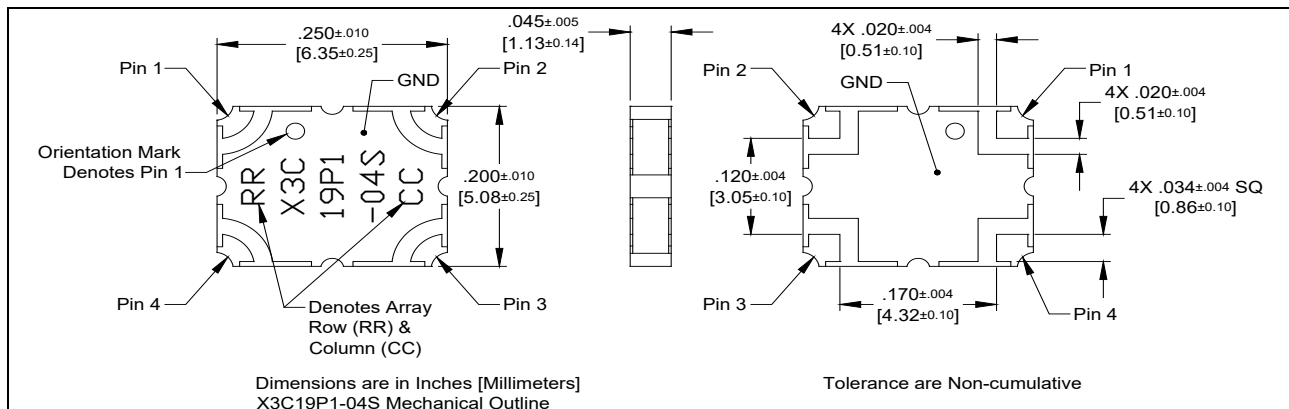 .250±.010
[6.35±0.25]
Pin 1
GND
Pin 2
Orientation Mark
Denotes Pin 1
RR
X3C
19P1
-04S
CC
.200±.010
[5.08±0.25]
Pin 4
Pin 3
Denotes Array
Row (RR) &
Column (CC)
.045±.005
[1.13±0.14]
4X .020±.004
[0.51±0.10]
Pin 2
GND
Pin 1
4X .020±.004
[0.51±0.10]
.120±.004
[3.05±0.10]
4X .034±.004 SQ
[0.86±0.10]
Pin 3
.170±.004
[4.32±0.10]
Pin 4
Dimensions are in Inches [Millimeters]
X3C19P1-04S Mechanical Outline
Tolerance are Non-cumulative